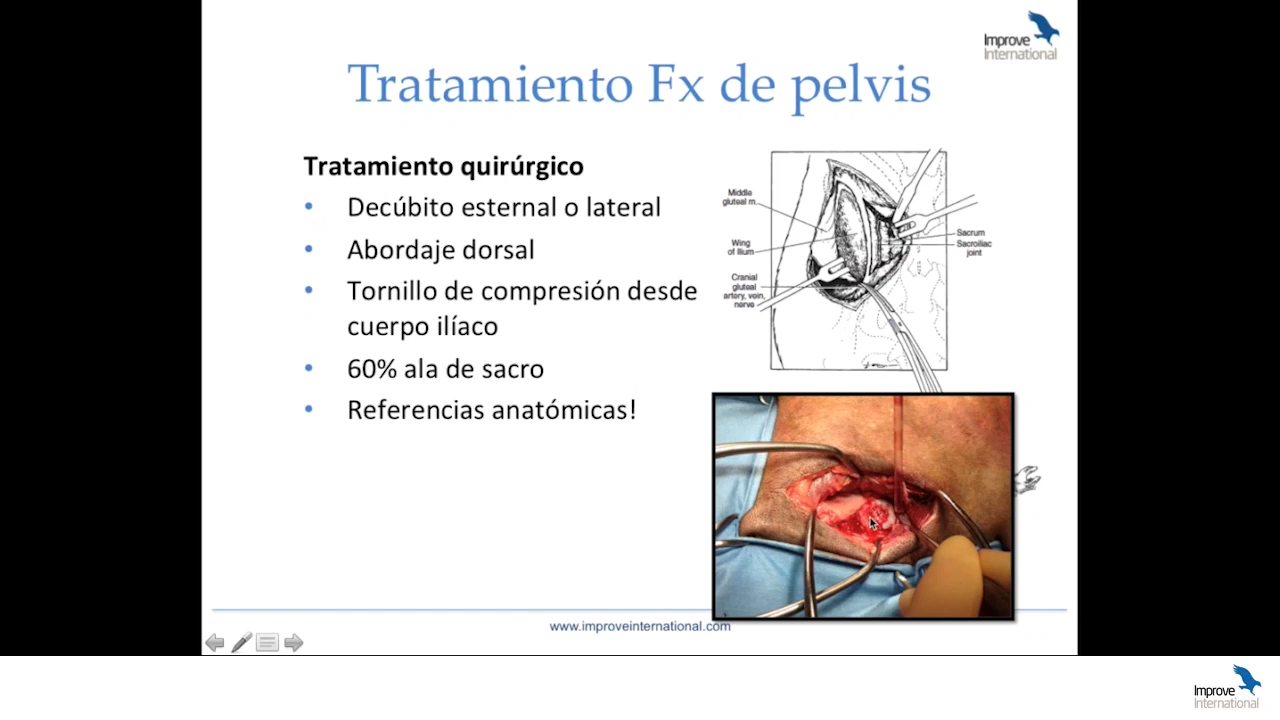 Improve
International
Tratamiento Fx de pelvis
Tratamiento quirúrgico
• Decúbito esternal o lateral
• Abordaje dorsal
• Tornillo de compresión desde
cuerpo ilíaco
• 60% ala de sacro
• Referencias anatómicas!
Middle
gluteal m.
Wing
of Ilium
Cranial
gluteal
artery, vein,
nerve
Sacrum
Sacroiliac
joint
www.improveinternational.com
Improve
International